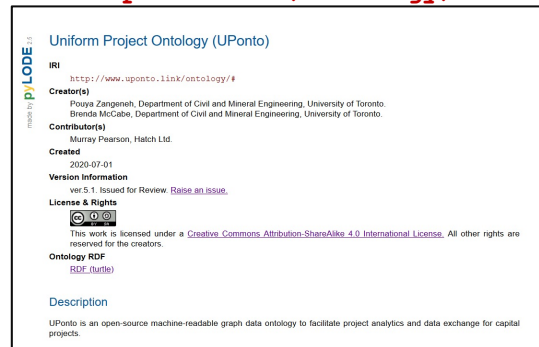 made by pyLODE 2.6
Uniform Project Ontology (UPonto)
IRI
http://www.uponto.link/ontology/#
Creator(s)
Pouya Zangeneh, Department of Civil and Mineral Engineering, University of Toronto.
Brenda McCabe, Department of Civil and Mineral Engineering, University of Toronto.
Contributor(s)
Murray Pearson, Hatch Ltd.
Created
2020-07-01
Version Information
ver.5.1. Issued for Review. Raise an issue.
License & Rights
cc
BY SA
This work is licensed under a Creative Commons Attribution-ShareAlike 4.0 International License. All other rights are
reserved for the creators.
Ontology RDF
RDF (turtle)
Description
UPonto is an open-source machine-readable graph data ontology to facilitate project analytics and data exchange for capital
projects.